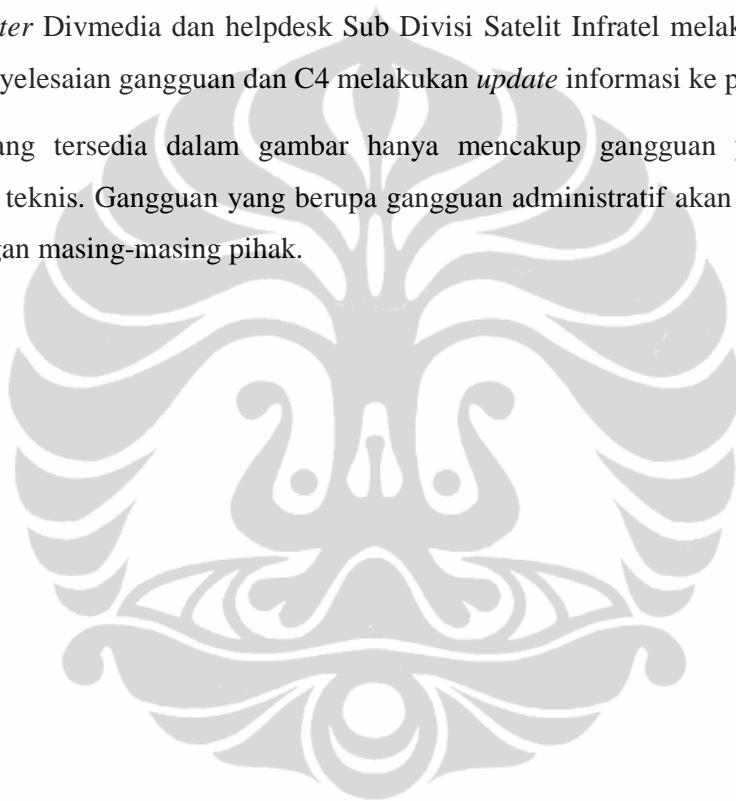 ter Divmedia dan helpdesk Sub Divisi Satelit Infratel melak
yelesaian gangguan dan C4 melakukan update informasi ke p
ang tersedia dalam gambar hanya mencakup gangguan y
teknis. Gangguan yang berupa gangguan administratif akan
gan masing-masing pihak.